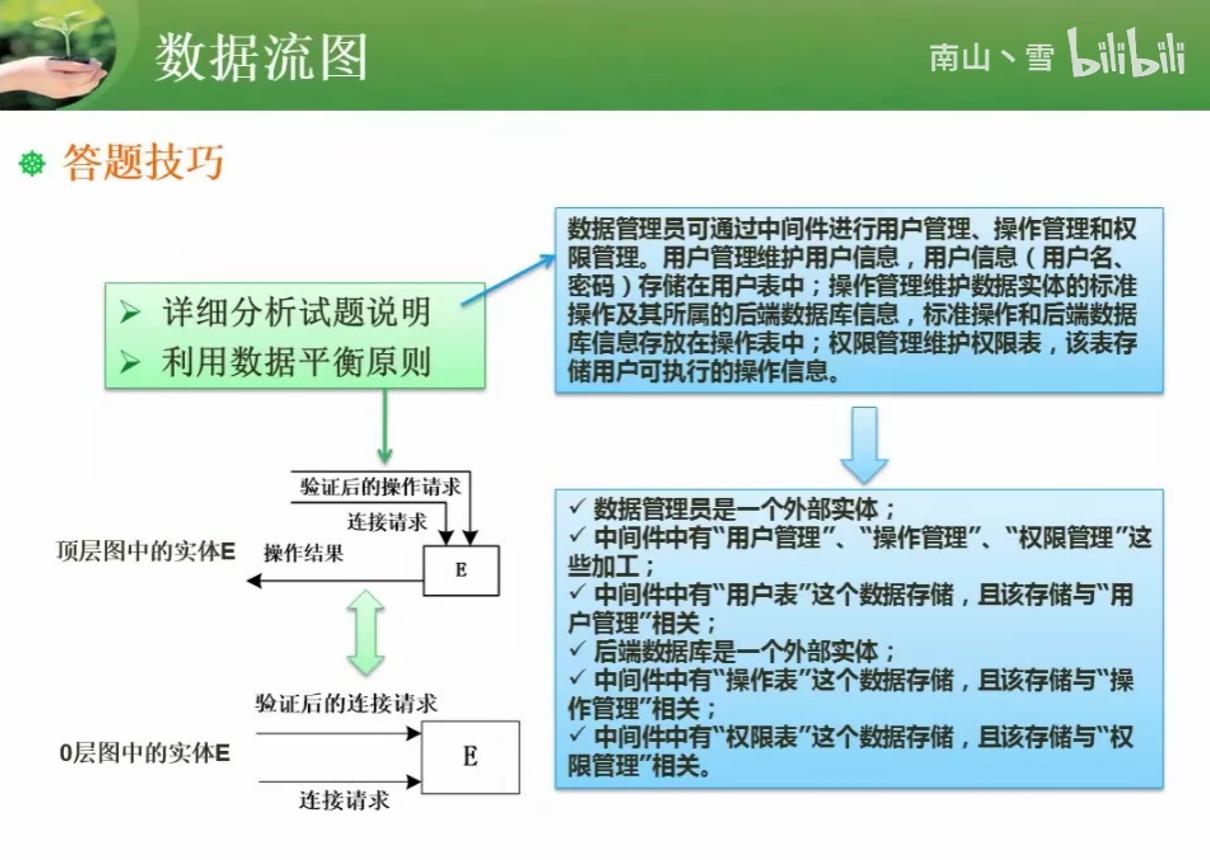 数据流图
南山丶雪 bilibili
答题技巧
➢ 详细分析试题说明
➢ 利用数据平衡原则
数据管理员可通过中间件进行用户管理、操作管理和权
限管理。用户管理维护用户信息，用户信息（用户名、
密码）存储在用户表中；操作管理维护数据实体的标准
操作及其所属的后端数据库信息，标准操作和后端数据
库信息存放在操作表中；权限管理维护权限表，该表存
储用户可执行的操作信息。
验证后的操作请求
连接请求
顶层图中的实体E
操作结果
E
验证后的连接请求
0层图中的实体E
E
连接请求
✓ 数据管理员是一个外部实体；
✓ 中间件中有“用户管理”、“操作管理”、“权限管理”这
些加工；
✓ 中间件中有“用户表”这个数据存储，且该存储与“用
户管理”相关；
✓ 后端数据库是一个外部实体；
✓ 中间件中有“操作表”这个数据存储，且该存储与“操
作管理”相关；
✓ 中间件中有“权限表”这个数据存储，且该存储与“权
限管理”相关。